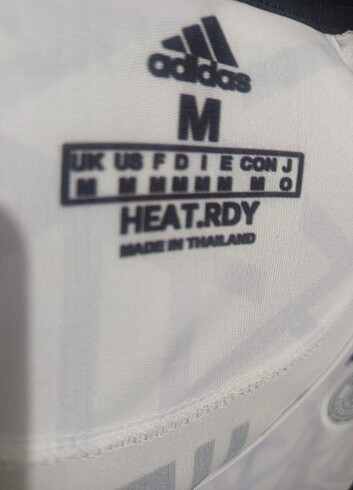 adidas
M
UK US F D I E CON J
M M M M M M M O
HEAT.RDY
MADE IN THAILAND